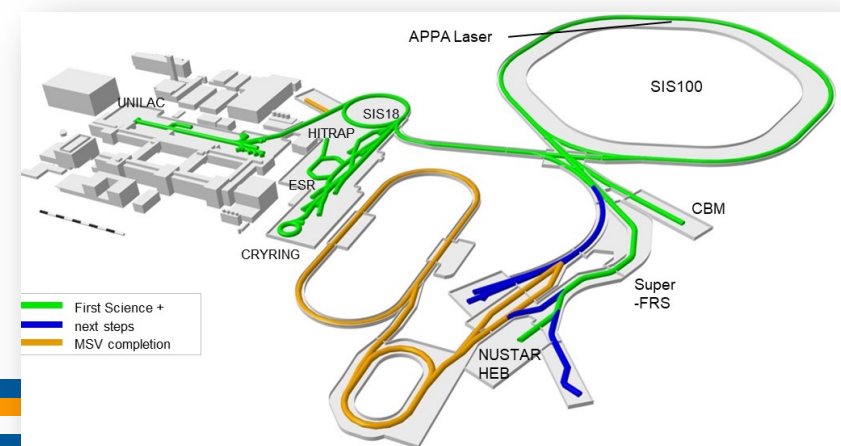 APPA Laser
SIS100
UNILAC
SIS18
HITRAP
ESR
CBM
CRYRING
Super
-FRS
First Science +
next steps
MSV completion
NUSTAR
HEB